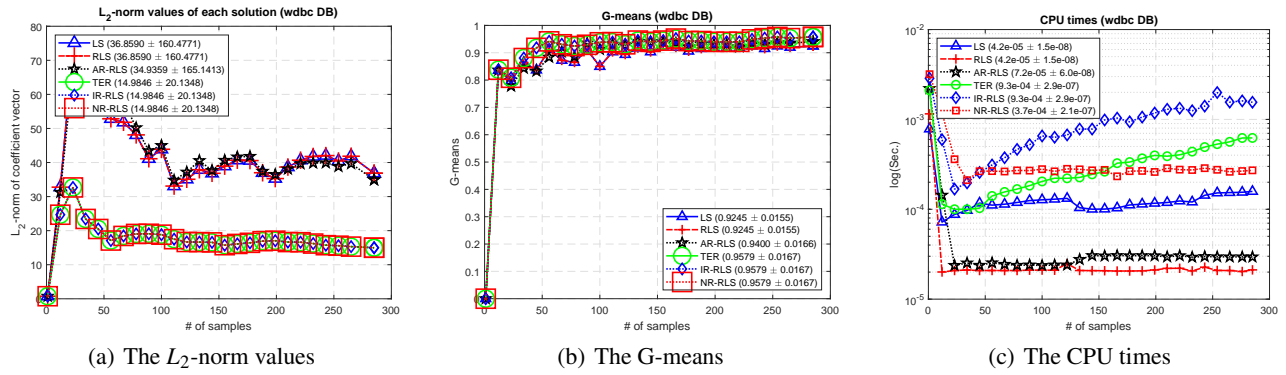 L2-norm values of each solution (wdbc DB)
80
70
60
50
40
30
20
10
0
L2-norm of coefficient vector
LS (36.8590 ± 160.4771)
RLS (36.8590 ± 160.4771)
AR-RLS (34.9359 ± 165.1413)
TER (14.9846 ± 20.1348)
IR-RLS (14.9846 ± 20.1348)
NR-RLS (14.9846 ± 20.1348)
0 50 100 150 200 250 300
# of samples
(a) The L2-norm values
G-means (wdbc DB)
1
0.9
0.8
0.7
0.6
0.5
0.4
0.3
0.2
0.1
0
G-means
LS (0.9245 ± 0.0155)
RLS (0.9245 ± 0.0155)
AR-RLS (0.9400 ± 0.0166)
TER (0.9579 ± 0.0167)
IR-RLS (0.9579 ± 0.0167)
NR-RLS (0.9579 ± 0.0167)
0 50 100 150 200 250 300
# of samples
(b) The G-means
CPU times (wdbc DB)
10-2
10-3
10-4
10-5
log(Sec.)
LS (4.2e-05 ± 1.5e-08)
RLS (4.2e-05 ± 1.5e-08)
AR-RLS (7.2e-05 ± 6.0e-08)
TER (9.3e-04 ± 2.9e-07)
IR-RLS (9.3e-04 ± 2.9e-07)
NR-RLS (3.7e-04 ± 2.1e-07)
0 50 100 150 200 250 300
# of samples
(c) The CPU times